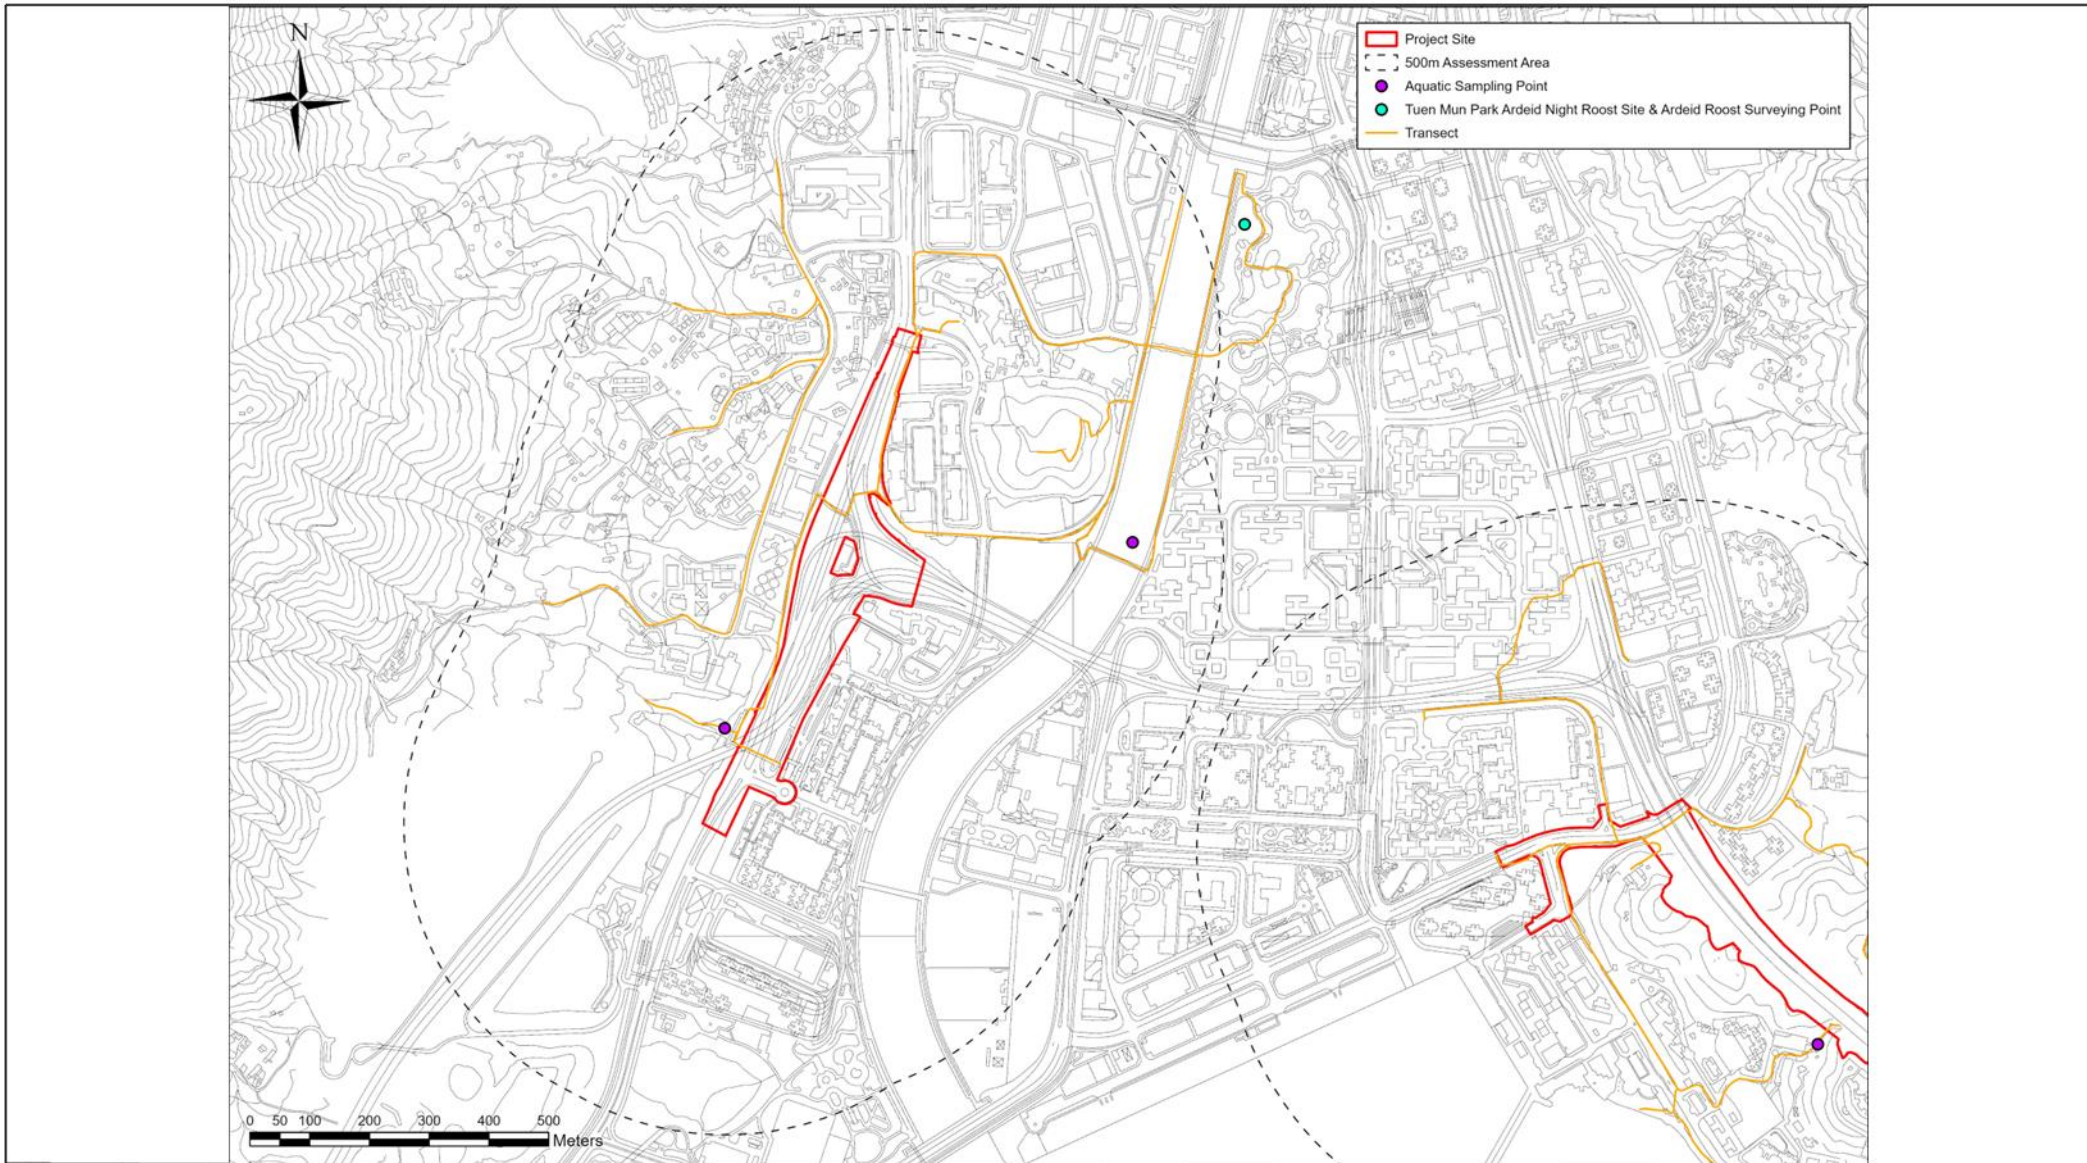 N
Project Site
500m Assessment Area
Aquatic Sampling Point
Tuen Mun Park Ardeid Night Roost Site & Ardeid Roost Surveying Point
Transect
0 50 100 200 300 400 500
Meters